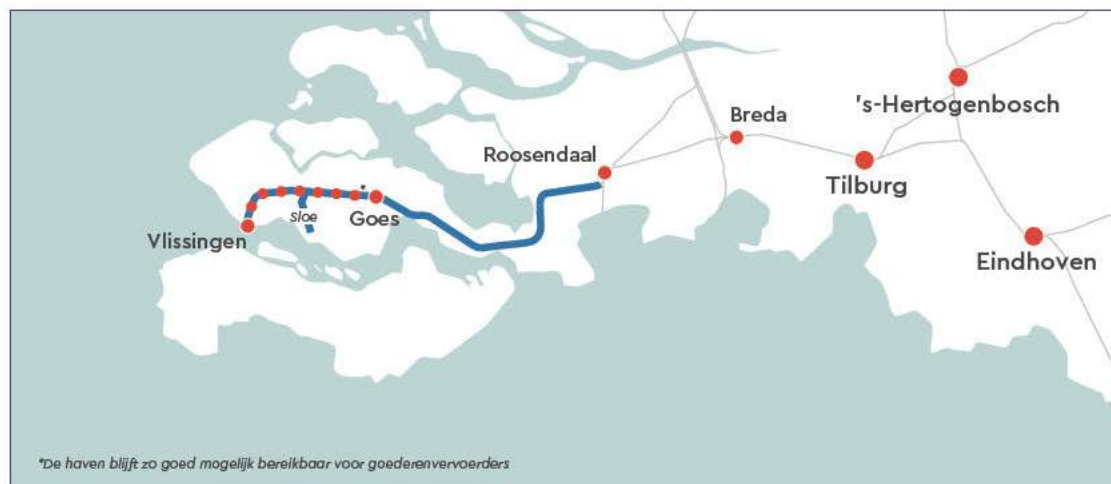 's-Hertogenbosch
Breda
Roosendaal
Tilburg
*
Sloe
Goes
Vlissingen
Eindhoven
*De haven blijft zo goed mogelijk bereikbaar voor goederenvervoerders